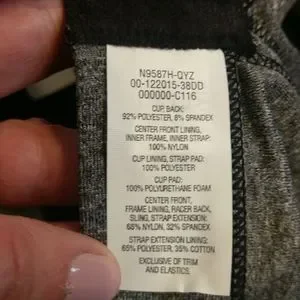 N9587H-QYZ
00-122015-38DD
000000-C116
CUP, BACK:
92% POLYESTER, 8% SPANDEX
CENTER FRONT LINING,
INNER FRAME, INNER STRAP:
100% NYLON
CUP LINING, STRAP PAD:
100% POLYESTER
CUP PAD:
100% POLYURETHANE FOAM
CENTER FRONT,
FRAME LINING, RACER BACK,
SLING, STRAP EXTENSION:
68% NYLON, 32% SPANDEX
STRAP EXTENSION LINING:
65% POLYESTER, 35% COTTON
EXCLUSIVE OF TRIM
AND ELASTICS.